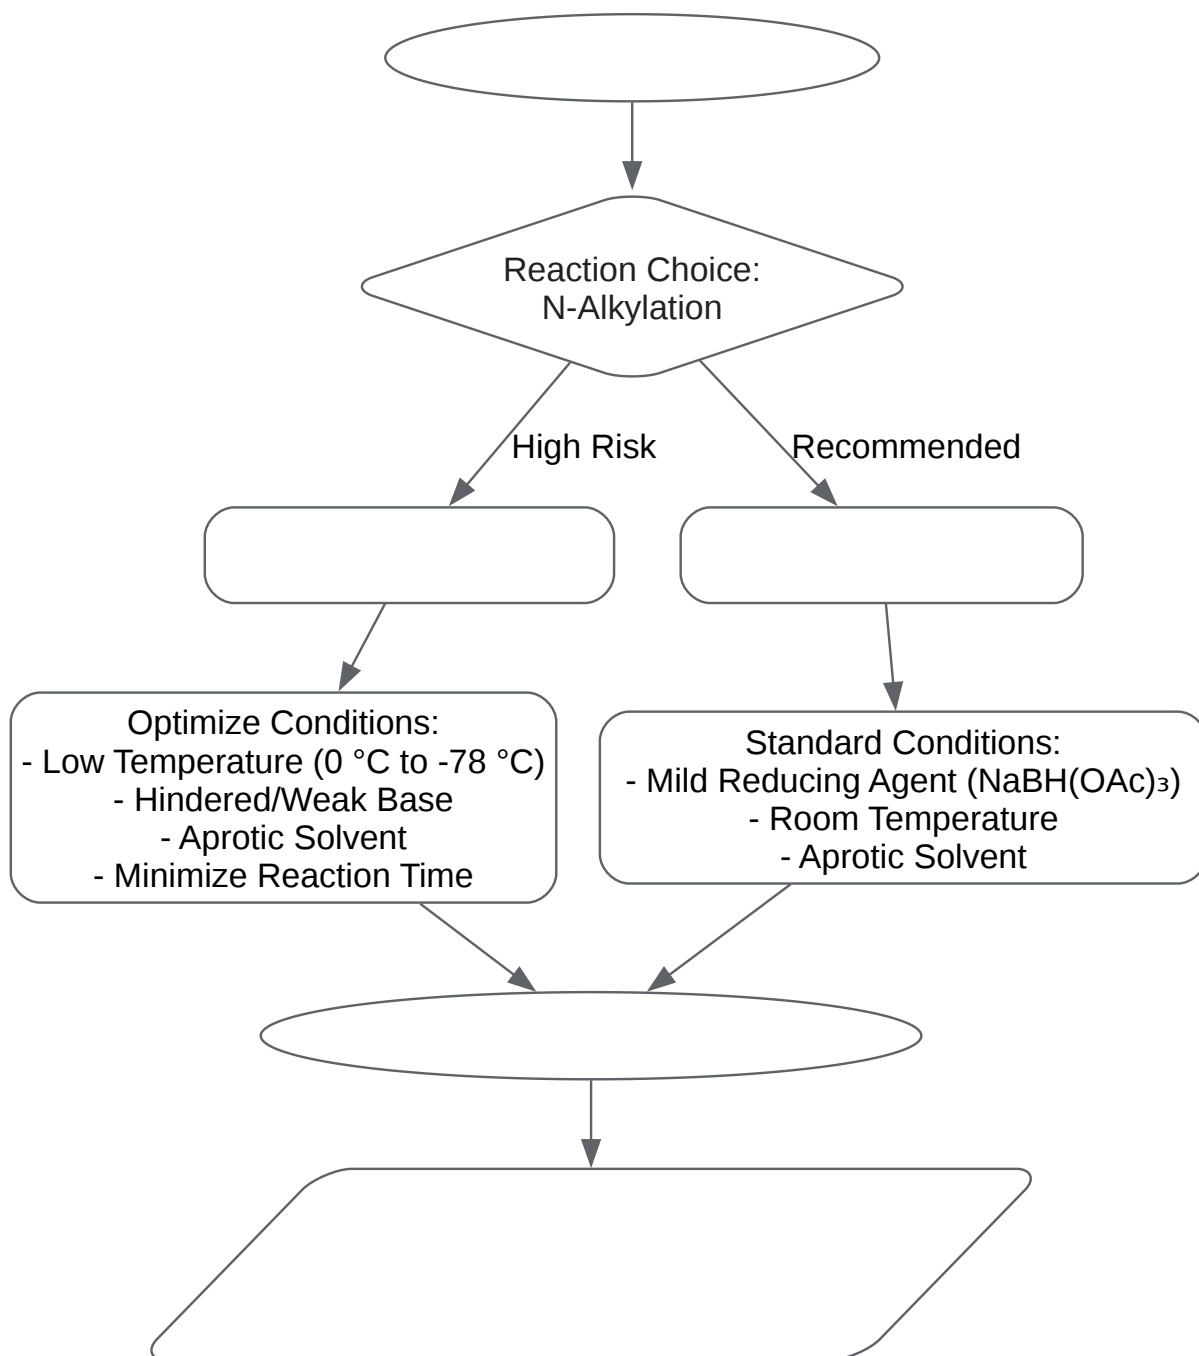 Reaction Choice:
N-Alkylation
High Risk
Recommended
Optimize Conditions:
- Low Temperature (0 °C to -78 °C)
- Hindered/Weak Base
- Aprotic Solvent
- Minimize Reaction Time
Standard Conditions:
- Mild Reducing Agent (NaBH(OAc)₃)
- Room Temperature
- Aprotic Solvent